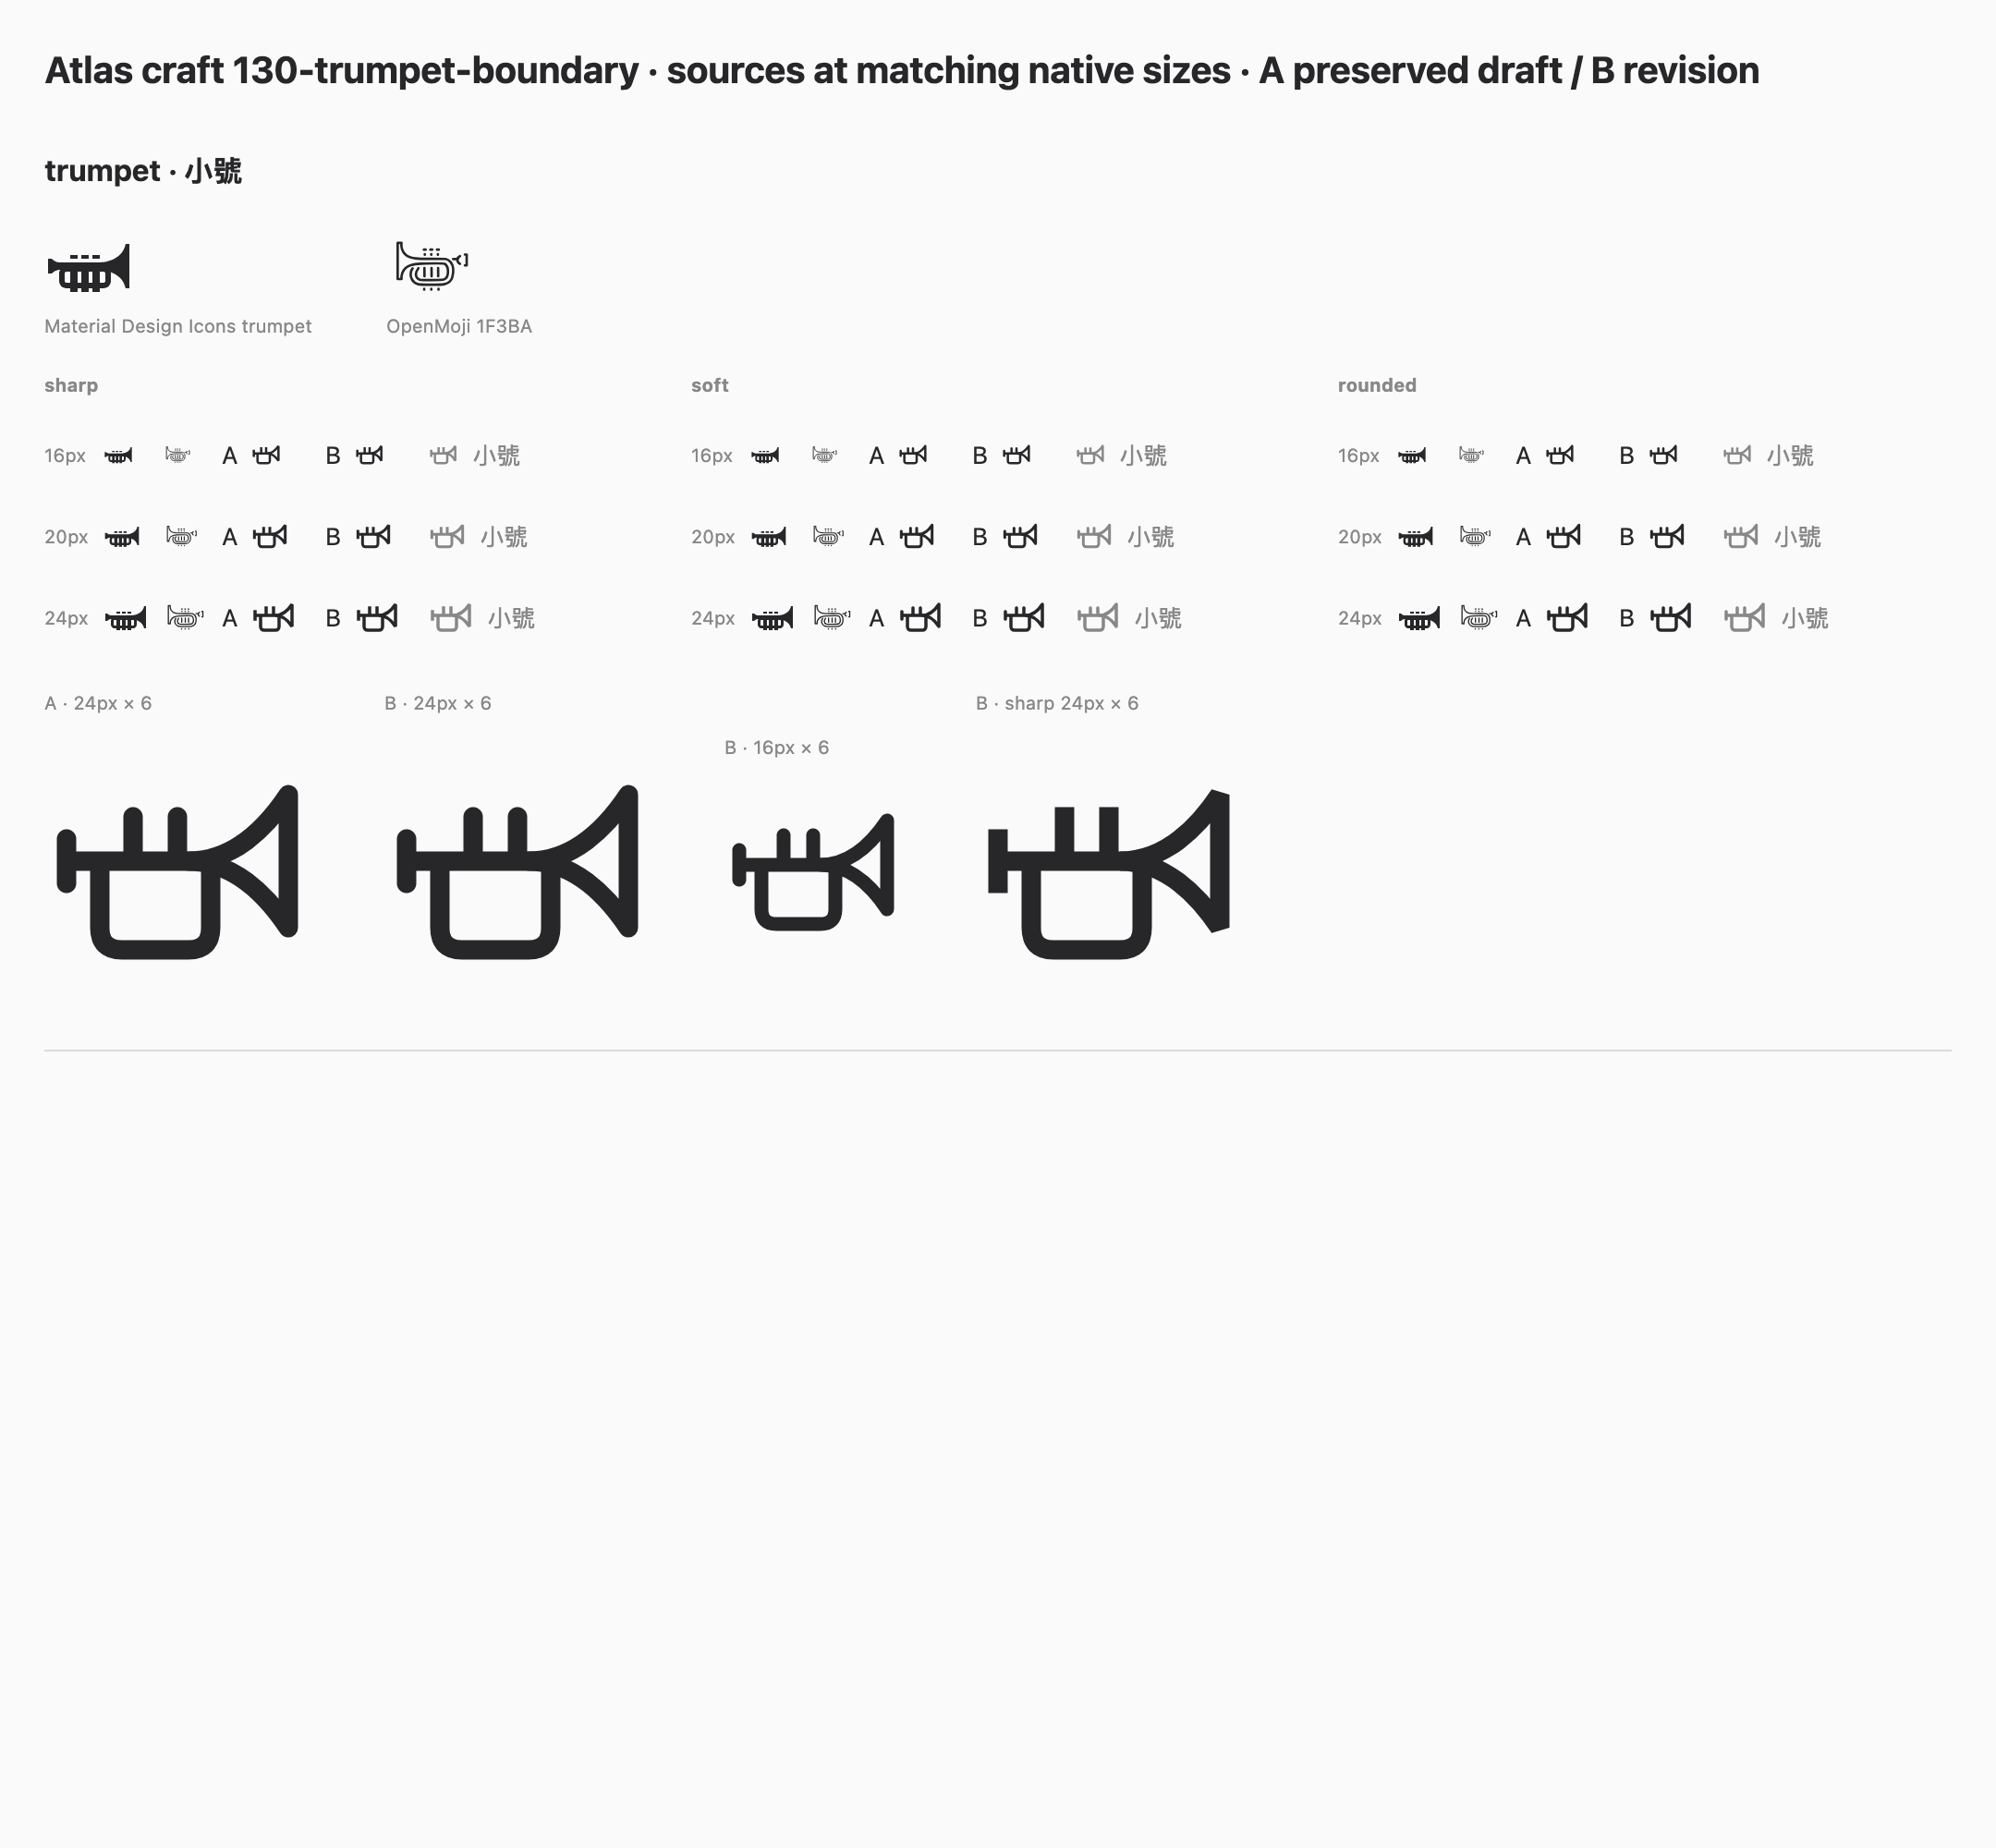 Atlas craft 130-trumpet-boundary · sources at matching native sizes · A preserved draft / B revision
trumpet · 小號
Material Design Icons trumpet OpenMoji 1F3BA
sharp soft rounded
16px A B 小號 16px A B 小號 16px A B 小號
20px A B 小號 20px A B 小號 20px A B 小號
24px A B 小號 24px A B 小號 24px A B 小號
A · 24px × 6 B · 24px × 6 B · sharp 24px × 6
B · 16px × 6